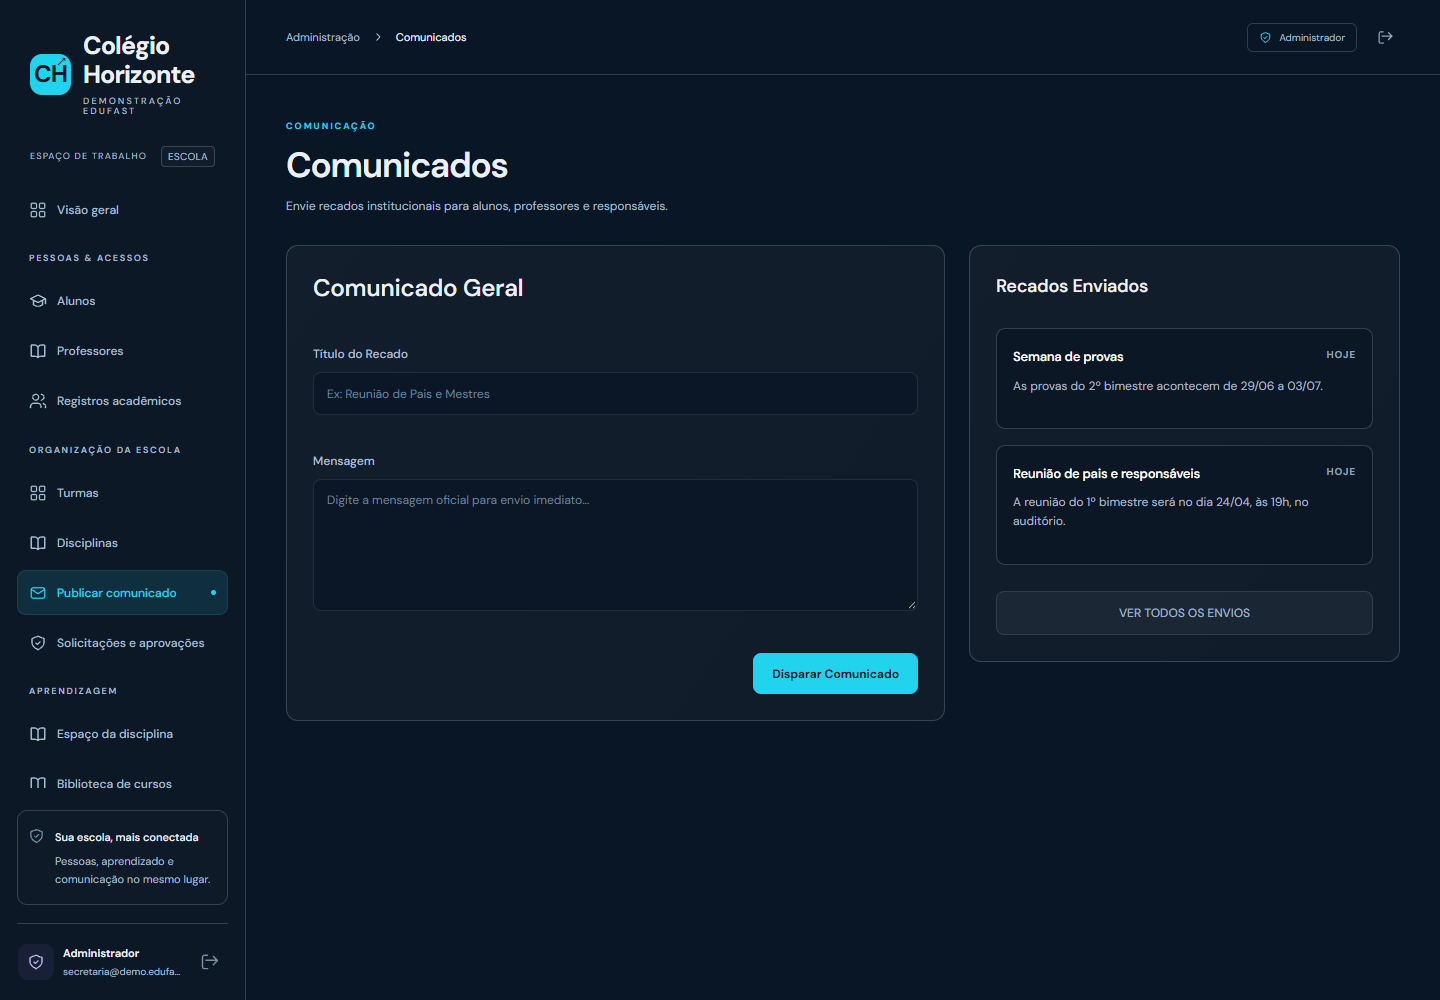 CH
Colégio
Horizonte
DEMONSTRAÇÃO
EDUFAST
ESPAÇO DE TRABALHO
ESCOLA
Visão geral
PESSOAS & ACESSOS
Alunos
Professores
Registros acadêmicos
ORGANIZAÇÃO DA ESCOLA
Turmas
Disciplinas
Publicar comunicado
Solicitações e aprovações
APRENDIZAGEM
Espaço da disciplina
Biblioteca de cursos
Sua escola, mais conectada
Pessoas, aprendizado e
comunicação no mesmo lugar.
Administrador
secretaria@demo.edufa...
Administração
Comunicados
Administrador
COMUNICAÇÃO
Comunicados
Envie recados institucionais para alunos, professores e responsáveis.
Comunicado Geral
Título do Recado
Ex: Reunião de Pais e Mestres
Mensagem
Digite a mensagem oficial para envio imediato...
Disparar Comunicado
Recados Enviados
Semana de provas
HOJE
As provas do 2º bimestre acontecem de 29/06 a 03/07.
Reunião de pais e responsáveis
HOJE
A reunião do 1º bimestre será no dia 24/04, às 19h, no
auditório.
VER TODOS OS ENVIOS